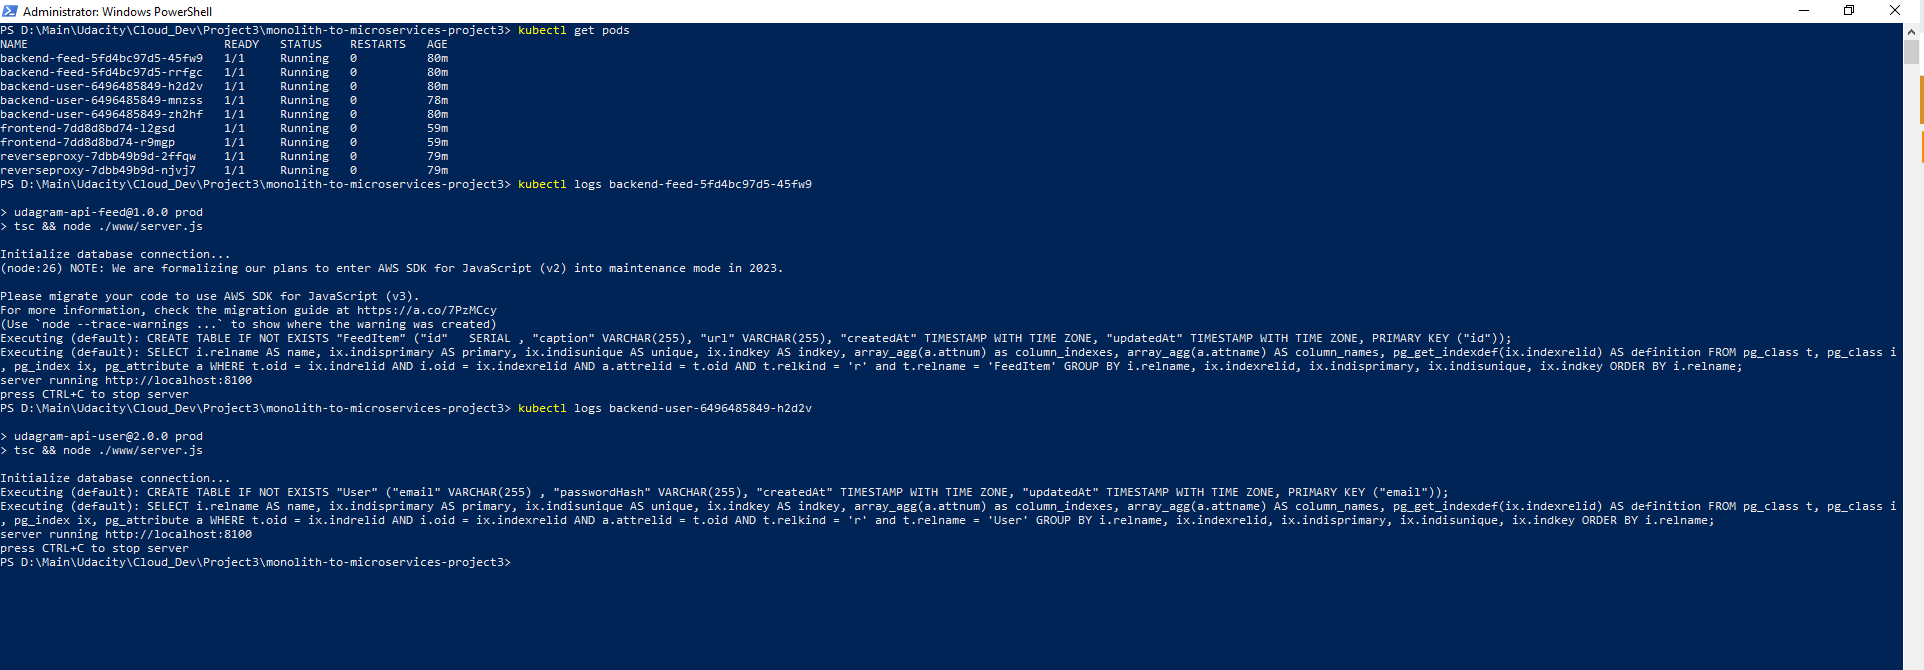 Administrator: Windows PowerShell
PS D:\Main\Udacity\Cloud_Dev\Project3\monolith-to-microservices-project3> kubectl get pods
NAME                            READY   STATUS    RESTARTS   AGE
backend-feed-5fd4bc97d5-45fw9   1/1     Running   0          80m
backend-feed-5fd4bc97d5-rrfgc   1/1     Running   0          80m
backend-user-6496485849-h2d2v   1/1     Running   0          80m
backend-user-6496485849-mnzss   1/1     Running   0          78m
backend-user-6496485849-zh2hf   1/1     Running   0          80m
frontend-7dd8d8bd74-l2gsd       1/1     Running   0          59m
frontend-7dd8d8bd74-r9mgp       1/1     Running   0          59m
reverseproxy-7dbb49b9d-2ffqw    1/1     Running   0          79m
reverseproxy-7dbb49b9d-njvj7    1/1     Running   0          79m
PS D:\Main\Udacity\Cloud_Dev\Project3\monolith-to-microservices-project3> kubectl logs backend-feed-5fd4bc97d5-45fw9
> udagram-api-feed@1.0.0 prod
> tsc && node ./www/server.js
Initialize database connection...
(node:26) NOTE: We are formalizing our plans to enter AWS SDK for JavaScript (v2) into maintenance mode in 2023.
Please migrate your code to use AWS SDK for JavaScript (v3).
For more information, check the migration guide at https://a.co/7PzMCcy
(Use `node --trace-warnings ...` to show where the warning was created)
Executing (default): CREATE TABLE IF NOT EXISTS "FeedItem" ("id"   SERIAL , "caption" VARCHAR(255), "url" VARCHAR(255), "createdAt" TIMESTAMP WITH TIME ZONE, "updatedAt" TIMESTAMP WITH TIME ZONE, PRIMARY KEY ("id"));
Executing (default): SELECT i.relname AS name, ix.indisprimary AS primary, ix.indisunique AS unique, ix.indkey AS indkey, array_agg(a.attnum) as column_indexes, array_agg(a.attname) AS column_names, pg_get_indexdef(ix.indexrelid) AS definition FROM pg_class t, pg_class i
, pg_index ix, pg_attribute a WHERE t.oid = ix.indrelid AND i.oid = ix.indexrelid AND a.attrelid = t.oid AND t.relkind = 'r' and t.relname = 'FeedItem' GROUP BY i.relname, ix.indexrelid, ix.indisprimary, ix.indisunique, ix.indkey ORDER BY i.relname;
server running http://localhost:8100
press CTRL+C to stop server
PS D:\Main\Udacity\Cloud_Dev\Project3\monolith-to-microservices-project3> kubectl logs backend-user-6496485849-h2d2v
> udagram-api-user@2.0.0 prod
> tsc && node ./www/server.js
Initialize database connection...
Executing (default): CREATE TABLE IF NOT EXISTS "User" ("email" VARCHAR(255) , "passwordHash" VARCHAR(255), "createdAt" TIMESTAMP WITH TIME ZONE, "updatedAt" TIMESTAMP WITH TIME ZONE, PRIMARY KEY ("email"));
Executing (default): SELECT i.relname AS name, ix.indisprimary AS primary, ix.indisunique AS unique, ix.indkey AS indkey, array_agg(a.attnum) as column_indexes, array_agg(a.attname) AS column_names, pg_get_indexdef(ix.indexrelid) AS definition FROM pg_class t, pg_class i
, pg_index ix, pg_attribute a WHERE t.oid = ix.indrelid AND i.oid = ix.indexrelid AND a.attrelid = t.oid AND t.relkind = 'r' and t.relname = 'User' GROUP BY i.relname, ix.indexrelid, ix.indisprimary, ix.indisunique, ix.indkey ORDER BY i.relname;
server running http://localhost:8100
press CTRL+C to stop server
PS D:\Main\Udacity\Cloud_Dev\Project3\monolith-to-microservices-project3>